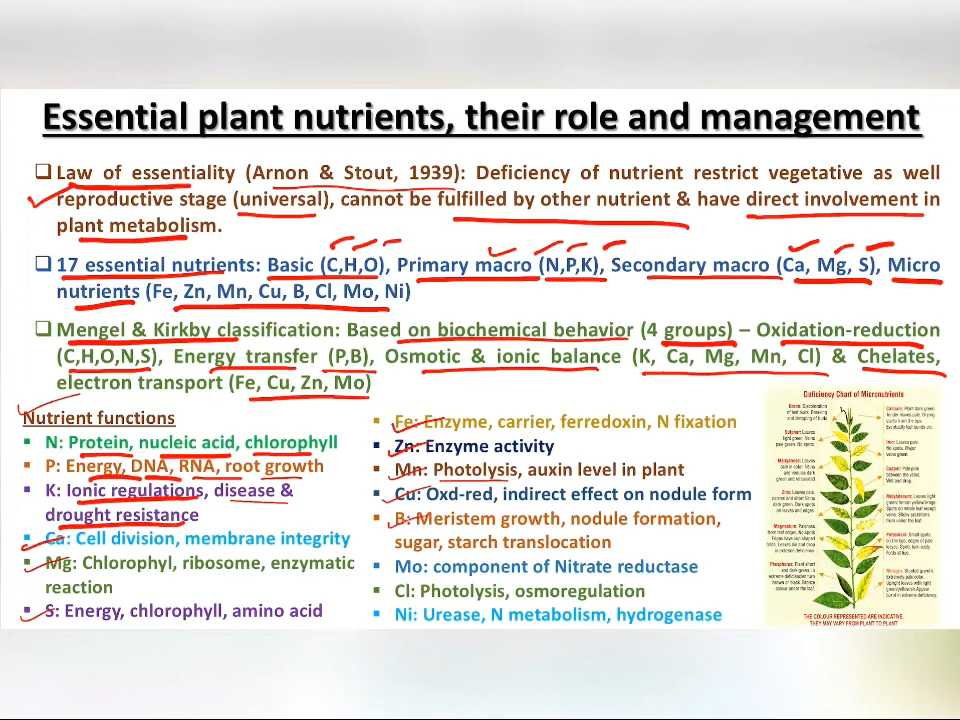 Essential plant nutrients, their role and management
Law of essentiality (Arnon & Stout, 1939): Deficiency of nutrient restrict vegetative as well
reproductive stage (universal), cannot be fulfilled by other nutrient & have direct involvement in
plant metabolism.
17 essential nutrients: Basic (C,H,O), Primary macro (N,P,K), Secondary macro (Ca, Mg, S), Micro
nutrients (Fe, Zn, Mn, Cu, B, Cl, Mo, Ni)
Mengel & Kirkby classification: Based on biochemical behavior (4 groups) – Oxidation-reduction
(C,H,O,N,S), Energy transfer (P,B), Osmotic & ionic balance (K, Ca, Mg, Mn, Cl) & Chelates,
electron transport (Fe, Cu, Zn, Mo)
Nutrient functions
N: Protein, nucleic acid, chlorophyll
P: Energy, DNA, RNA, root growth
K: Ionic regulations, disease &
drought resistance
Ca: Cell division, membrane integrity
Mg: Chlorophyl, ribosome, enzymatic
reaction
S: Energy, chlorophyll, amino acid
Fe: Enzyme, carrier, ferredoxin, N fixation
Zn: Enzyme activity
Mn: Photolysis, auxin level in plant
Cu: Oxd-red, indirect effect on nodule form
B: Meristem growth, nodule formation,
sugar, starch translocation
Mo: component of Nitrate reductase
Cl: Photolysis, osmoregulation
Ni: Urease, N metabolism, hydrogenase
Deficiency Chart of Micronutrients
THE COLOUR REPRESENTED ARE INDICATIVE.
THEY MAY VARY FROM PLANT TO PLANT